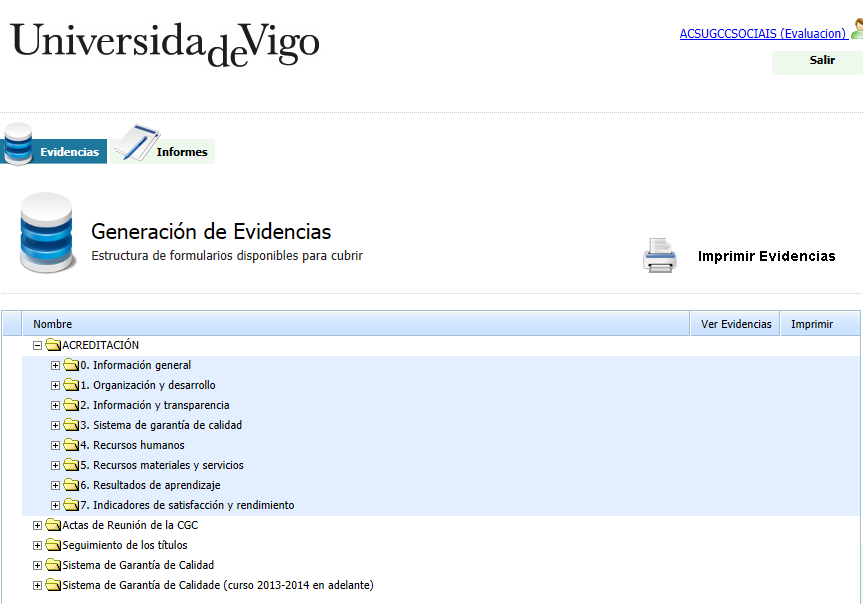 Universidade Vigo
ACSUGCCSOCIAIS (Evaluacion)
Salir
Evidencias
Informes
Generación de Evidencias
Estructura de formularios disponibles para cubrir
Imprimir Evidencias
Nombre Ver Evidencias Imprimir
ACREDITACIÓN
0. Información general
1. Organización y desarrollo
2. Información y transparencia
3. Sistema de garantía de calidad
4. Recursos humanos
5. Recursos materiales y servicios
6. Resultados de aprendizaje
7. Indicadores de satisfacción y rendimiento
Actas de Reunión de la CGC
Seguimiento de los títulos
Sistema de Garantía de Calidad
Sistema de Garantía de Calidade (curso 2013-2014 en adelante)